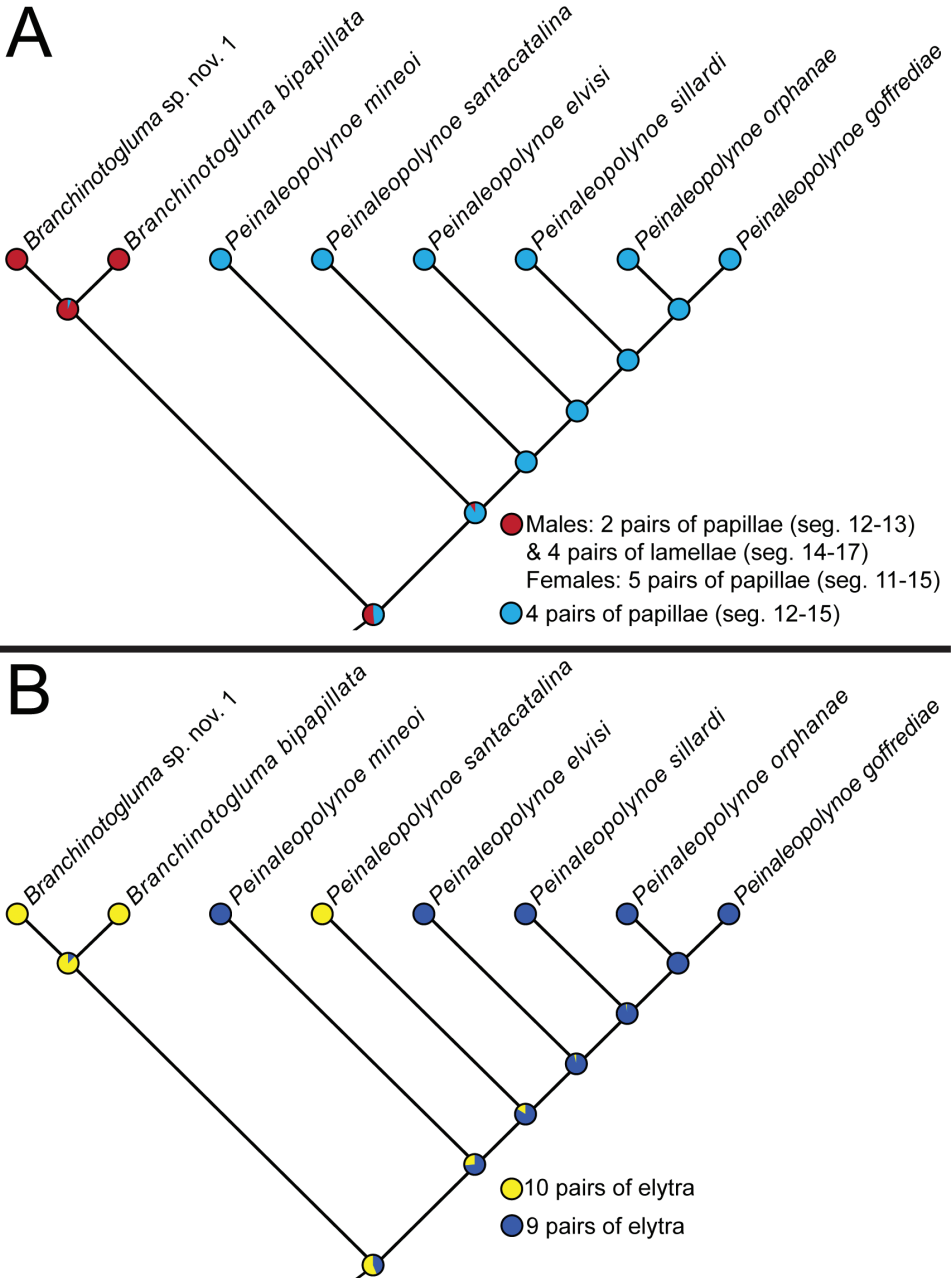 A
Branchinotogluma sp. nov. 1
Branchinotogluma bipapillata
Peinaleopolynoe mineoi
Peinaleopolynoe santacatalina
Peinaleopolynoe elvisi
Peinaleopolynoe sillardi
Peinaleopolynoe orphanae
Peinaleopolynoe goffrediae
Males: 2 pairs of papillae (seg. 12-13)
& 4 pairs of lamellae (seg. 14-17)
Females: 5 pairs of papillae (seg. 11-15)
4 pairs of papillae (seg. 12-15)
B
Branchinotogluma sp. nov. 1
Branchinotogluma bipapillata
Peinaleopolynoe mineoi
Peinaleopolynoe santacatalina
Peinaleopolynoe elvisi
Peinaleopolynoe sillardi
Peinaleopolynoe orphanae
Peinaleopolynoe goffrediae
10 pairs of elytra
9 pairs of elytra